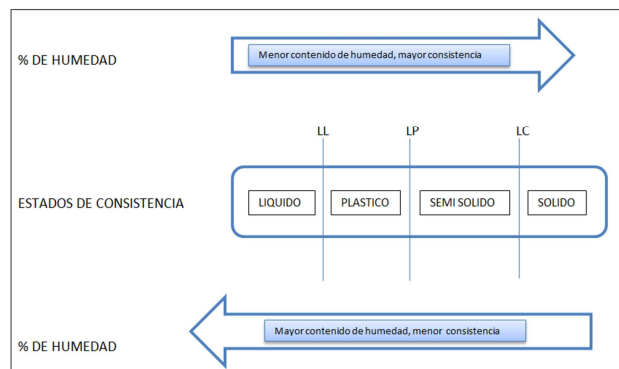 % DE HUMEDAD
Menor contenido de humedad, mayor consistencia
LL
LP
LC
ESTADOS DE CONSISTENCIA
LIQUIDO
PLASTICO
SEMI SOLIDO
SOLIDO
Mayor contenido de humedad, menor consistencia
% DE HUMEDAD